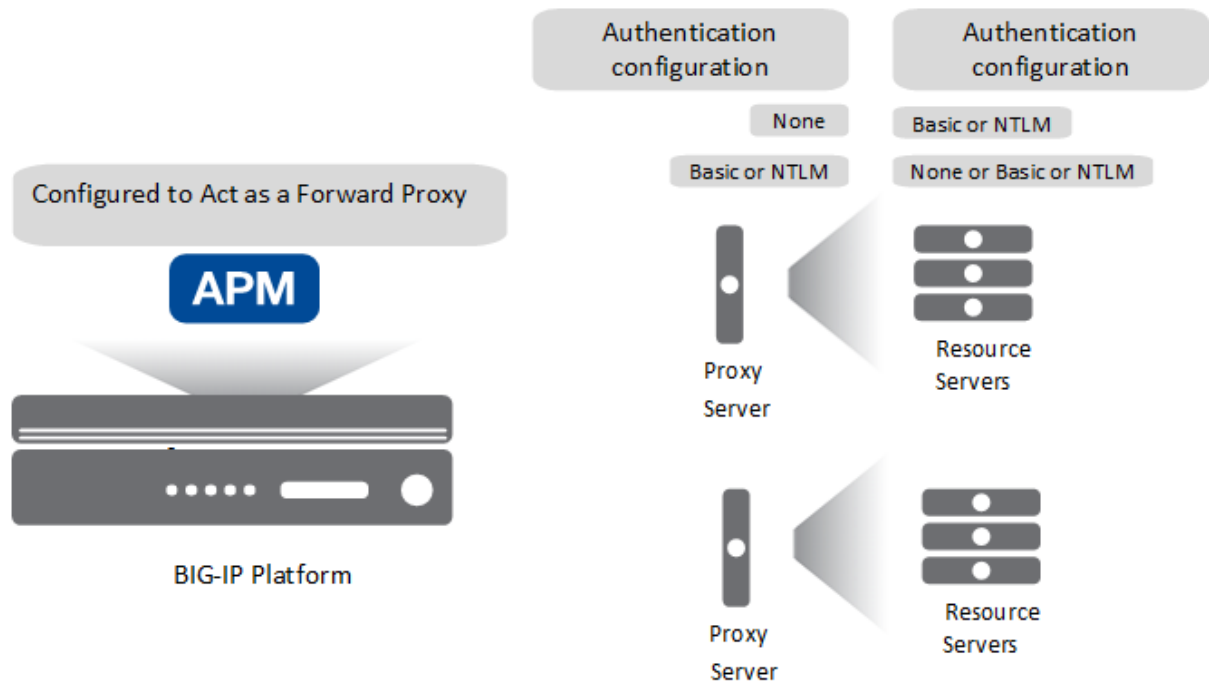 Authentication
configuration
Authentication
configuration
None
Basic or NTLM
Basic or NTLM
None or Basic or NTLM
Configured to Act as a Forward Proxy
APM
BIG-IP Platform
Proxy
Server
Resource
Servers
Proxy
Server
Resource
Servers